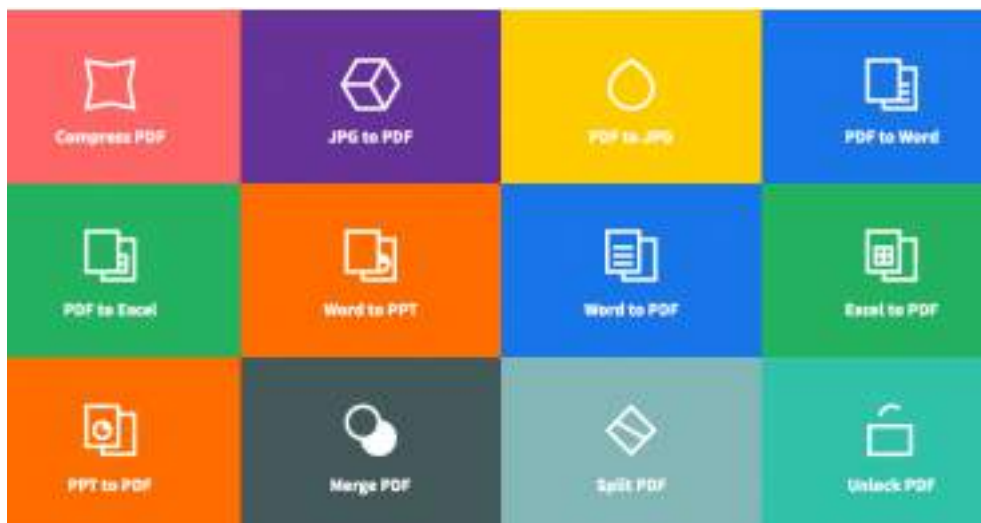 Compress PDF
JPG to PDF
PDF to JPG
PDF to Word
PDF to Excel
Word to PPT
Word to PDF
Excel to PDF
PPT to PDF
Merge PDF
Split PDF
Unlock PDF